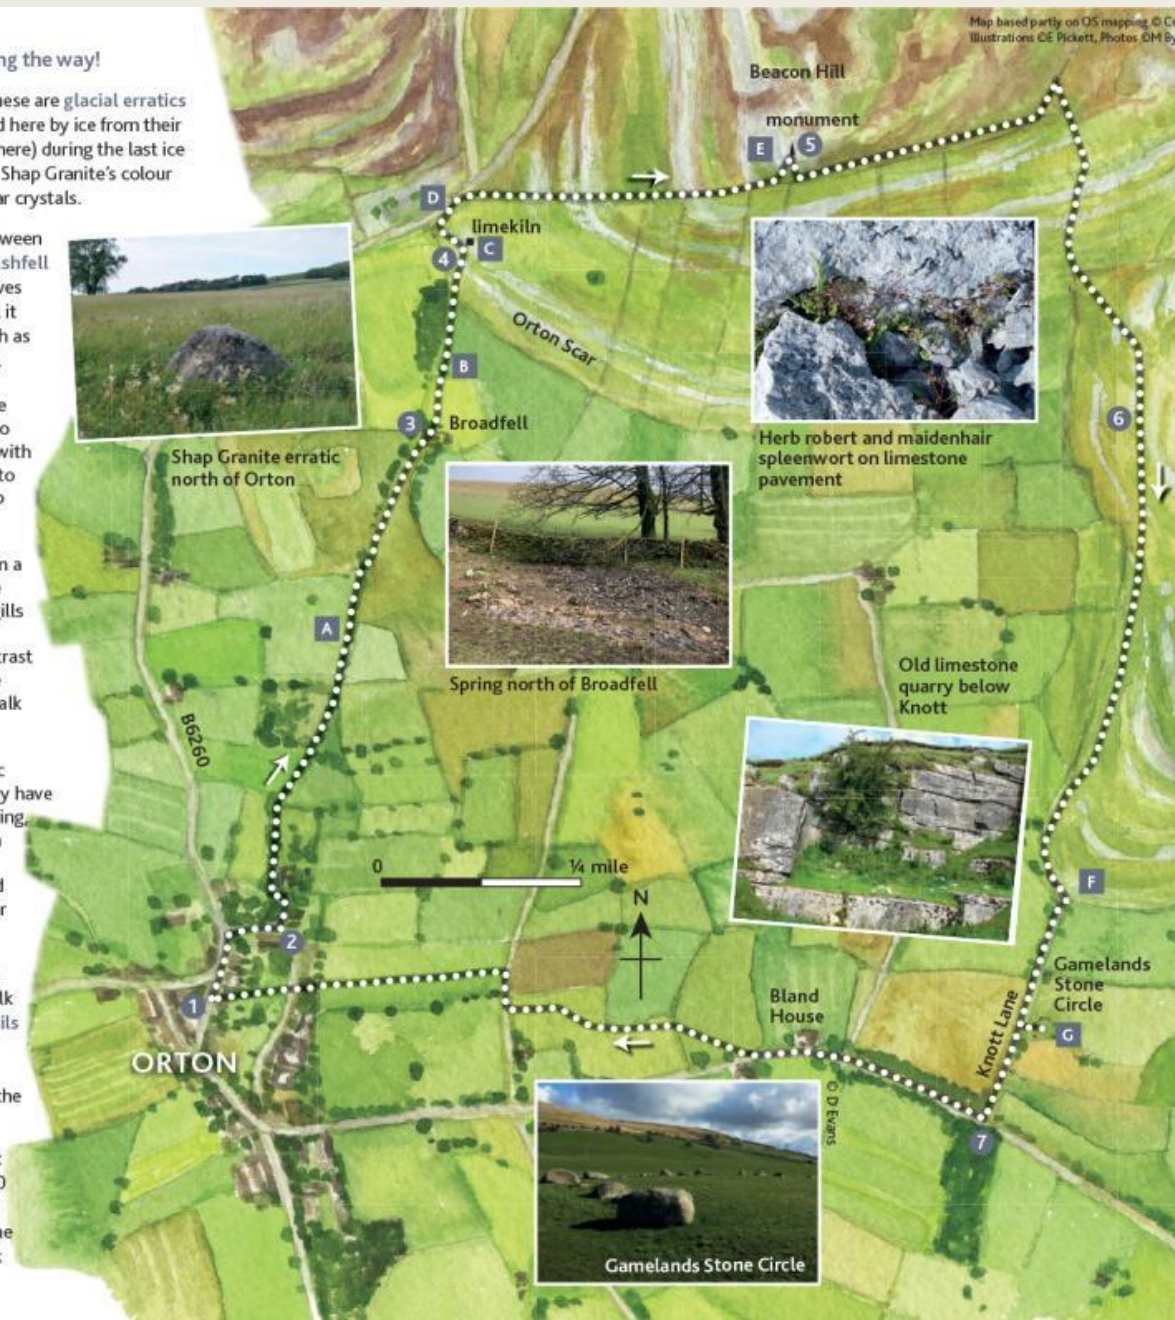 Map based partly on OS mapping ©
Illustrations ©E Pickett, Photos ©M By
ng the way!
hese are glacial erratics
d here by ice from their
here) during the last ice
Shap Granite's colour
ar crystals.
ween
shfell
ves
it
h as
e
o
with
to
o
n a
ills
trast
alk
y have
ing,
d
r
lk
ils
the
ne
Beacon Hill
monument
E
5
D
limekiln
C
4
Orton Scar
B
3
Broadfell
6
Shap Granite erratic
north of Orton
Herb robert and maidenhair
spleenwort on limestone
pavement
A
Spring north of Broadfell
Old limestone
quarry below
Knott
B6260
0
¼ mile
N
F
2
1
ORTON
Bland
House
Knott Lane
Gamelands
Stone
Circle
G
7
© D Evans
Gamelands Stone Circle